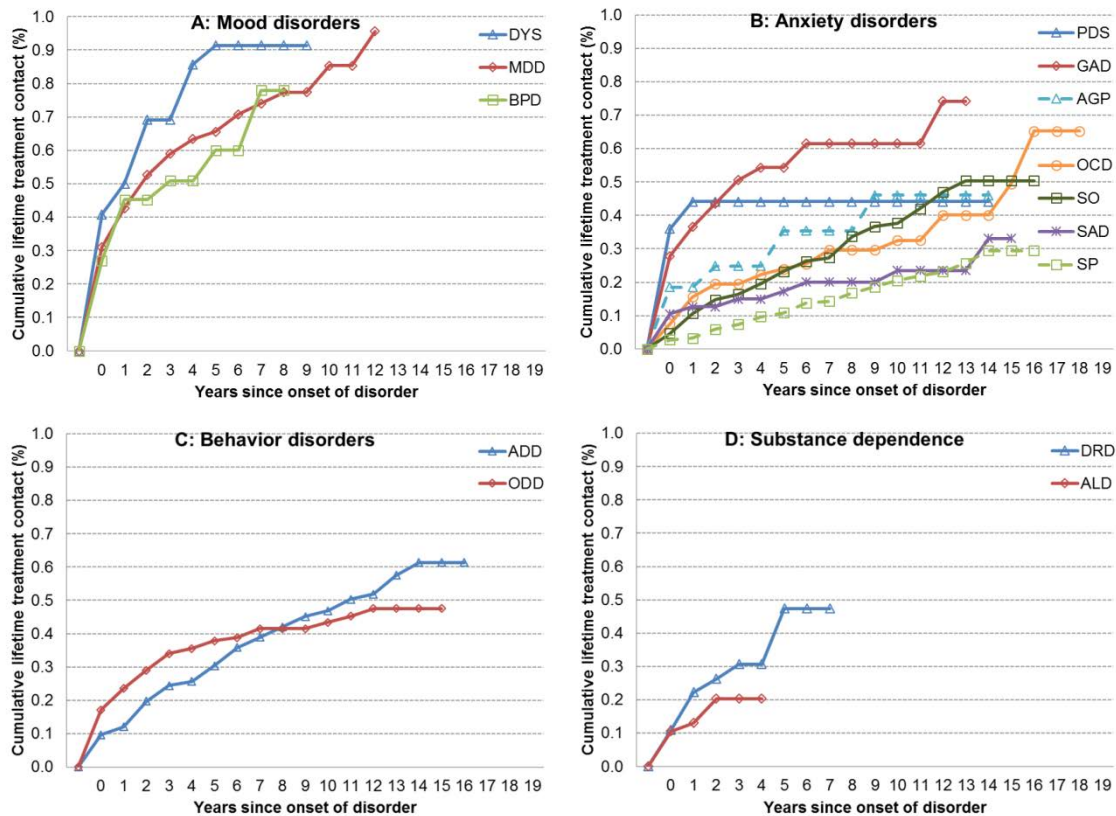 A: Mood disorders
Cumulative lifetime treatment contact (%)
1.0
0.9
0.8
0.7
0.6
0.5
0.4
0.3
0.2
0.1
0.0
DYS
MDD
BPD
0 1 2 3 4 5 6 7 8 9 10 11 12 13 14 15 16 17 18 19
Years since onset of disorder
B: Anxiety disorders
Cumulative lifetime treatment contact (%)
1.0
0.9
0.8
0.7
0.6
0.5
0.4
0.3
0.2
0.1
0.0
PDS
GAD
AGP
OCD
SO
SAD
SP
0 1 2 3 4 5 6 7 8 9 10 11 12 13 14 15 16 17 18 19
Years since onset of disorder
C: Behavior disorders
Cumulative lifetime treatment contact (%)
1.0
0.9
0.8
0.7
0.6
0.5
0.4
0.3
0.2
0.1
0.0
ADD
ODD
0 1 2 3 4 5 6 7 8 9 10 11 12 13 14 15 16 17 18 19
Years since onset of disorder
D: Substance dependence
Cumulative lifetime treatment contact (%)
1.0
0.9
0.8
0.7
0.6
0.5
0.4
0.3
0.2
0.1
0.0
DRD
ALD
0 1 2 3 4 5 6 7 8 9 10 11 12 13 14 15 16 17 18 19
Years since onset of disorder